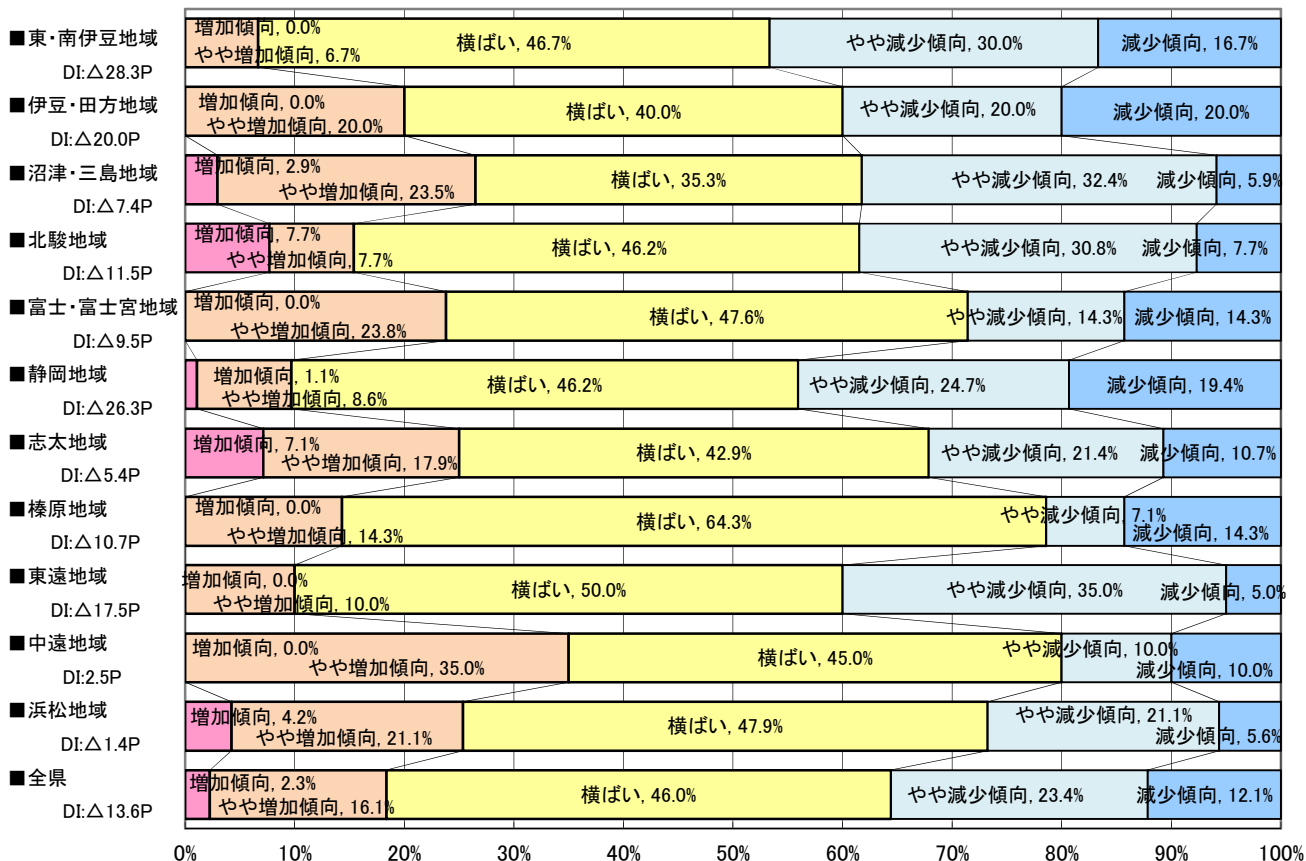 ■東・南伊豆地域
DI:△28.3P
増加傾向, 0.0%
やや増加傾向, 6.7%
横ばい, 46.7%
やや減少傾向, 30.0%
減少傾向, 16.7%
■伊豆・田方地域
DI:△20.0P
増加傾向, 0.0%
やや増加傾向, 20.0%
横ばい, 40.0%
やや減少傾向, 20.0%
減少傾向, 20.0%
■沼津・三島地域
DI:△7.4P
増加傾向, 2.9%
やや増加傾向, 23.5%
横ばい, 35.3%
やや減少傾向, 32.4%
減少傾向, 5.9%
■北駿地域
DI:△11.5P
増加傾向, 7.7%
やや増加傾向, 7.7%
横ばい, 46.2%
やや減少傾向, 30.8%
減少傾向, 7.7%
■富士・富士宮地域
DI:△9.5P
増加傾向, 0.0%
やや増加傾向, 23.8%
横ばい, 47.6%
やや減少傾向, 14.3%
減少傾向, 14.3%
■静岡地域
DI:△26.3P
増加傾向, 1.1%
やや増加傾向, 8.6%
横ばい, 46.2%
やや減少傾向, 24.7%
減少傾向, 19.4%
■志太地域
DI:△5.4P
増加傾向, 7.1%
やや増加傾向, 17.9%
横ばい, 42.9%
やや減少傾向, 21.4%
減少傾向, 10.7%
■榛原地域
DI:△10.7P
増加傾向, 0.0%
やや増加傾向, 14.3%
横ばい, 64.3%
やや減少傾向, 7.1%
減少傾向, 14.3%
■東遠地域
DI:△17.5P
増加傾向, 0.0%
やや増加傾向, 10.0%
横ばい, 50.0%
やや減少傾向, 35.0%
減少傾向, 5.0%
■中遠地域
DI:2.5P
増加傾向, 0.0%
やや増加傾向, 35.0%
横ばい, 45.0%
やや減少傾向, 10.0%
減少傾向, 10.0%
■浜松地域
DI:△1.4P
増加傾向, 4.2%
やや増加傾向, 21.1%
横ばい, 47.9%
やや減少傾向, 21.1%
減少傾向, 5.6%
■全県
DI:△13.6P
増加傾向, 2.3%
やや増加傾向, 16.1%
横ばい, 46.0%
やや減少傾向, 23.4%
減少傾向, 12.1%
0% 10% 20% 30% 40% 50% 60% 70% 80% 90% 100%